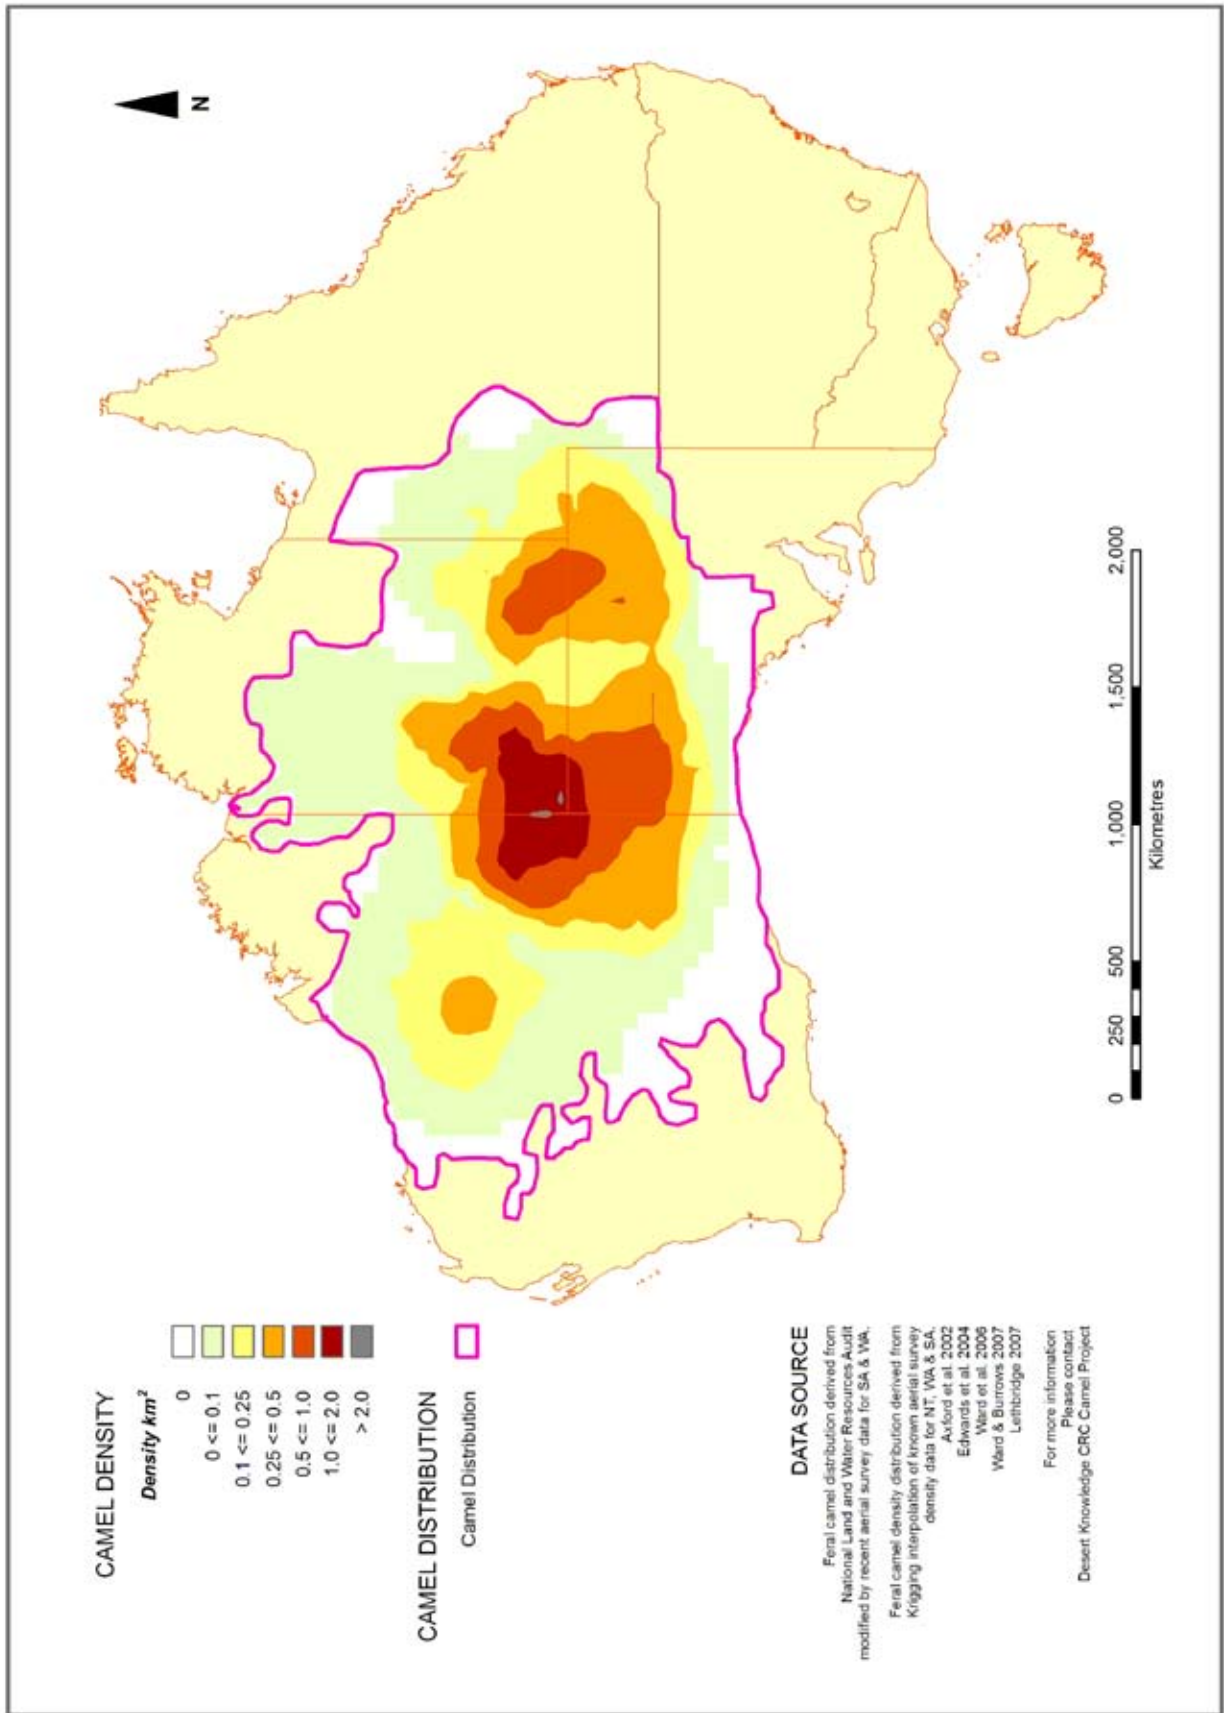 CAMEL DENSITY
Density km²
0
0 <= 0.1
0.1 <= 0.25
0.25 <= 0.5
0.5 <= 1.0
1.0 <= 2.0
> 2.0
CAMEL DISTRIBUTION
Camel Distribution
DATA SOURCE
Feral camel distribution derived from
National Land and Water Resources Audit
modified by recent aerial survey data for SA & WA.
Feral camel density distribution derived from
Krigging interpolation of known aerial survey
density data for NT, WA & SA.
Axford et al. 2002
Edwards et al. 2004
Ward et al. 2006
Ward & Burrows 2007
Lethbridge 2007
For more information
Please contact
Desert Knowledge CRC Camel Project
N
0 250 500 1,000 1,500 2,000
Kilometres